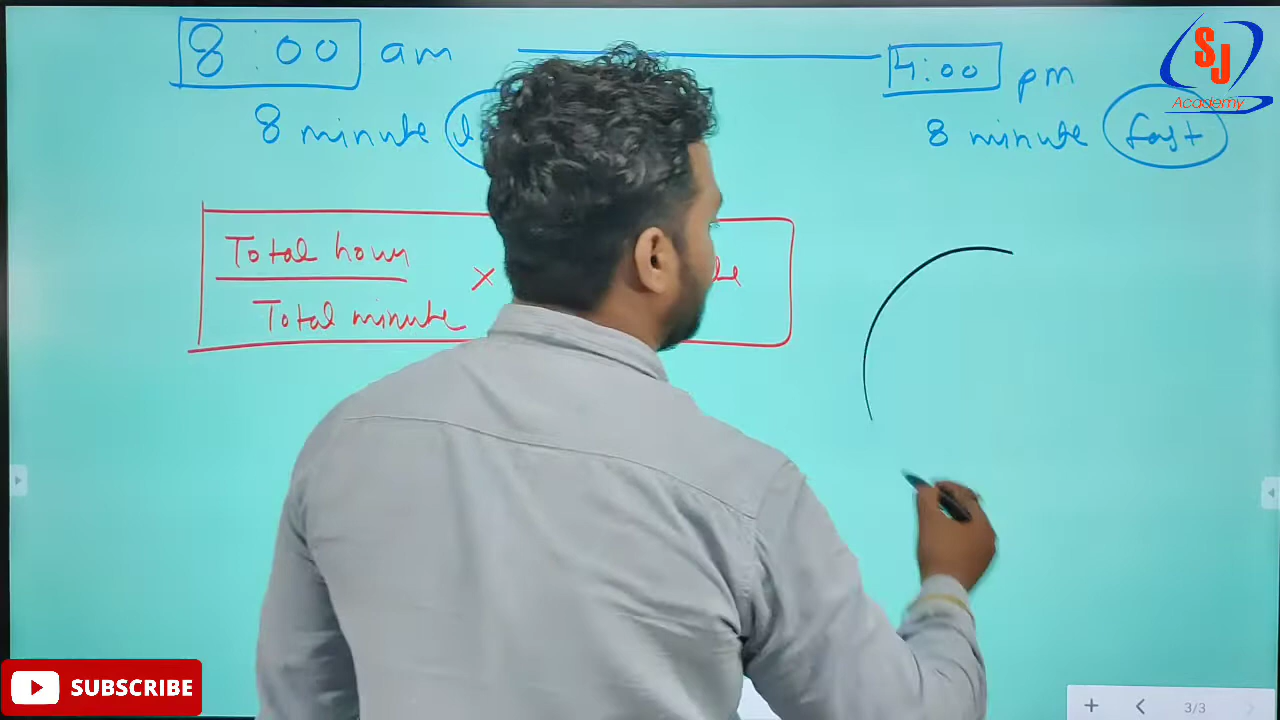 8:00 am
4:00 pm
8 minute
8 minute fast
Total hour
Total minute
×
SJ
Academy
SUBSCRIBE
3/3